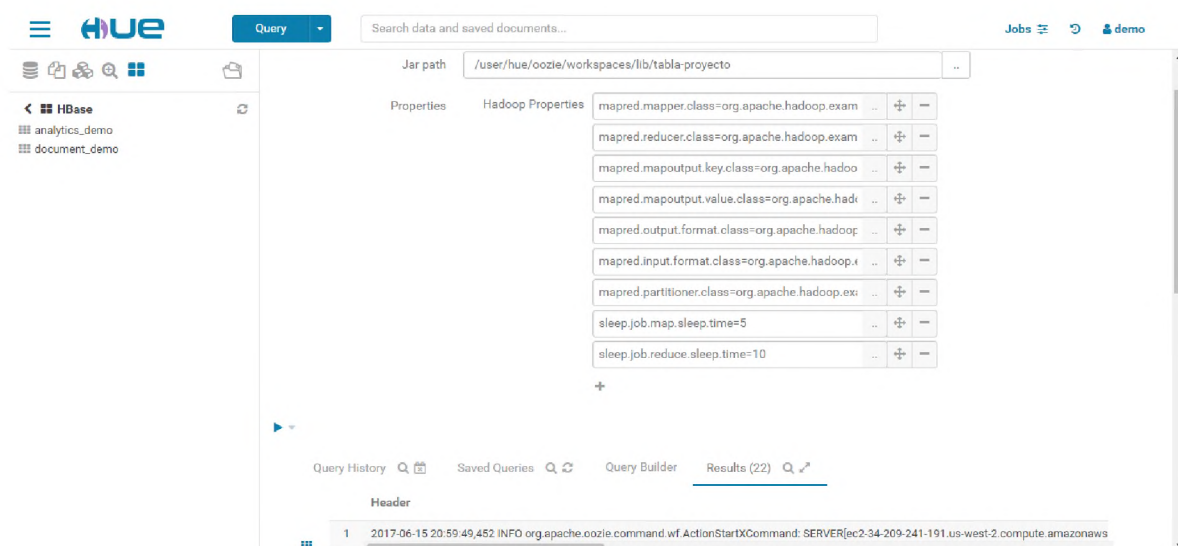 HUE Query Search data and saved documents... Jobs demo
Jar path /user/hue/oozie/workspaces/lib/tabla-proyecto ..
HBase
analytics_demo
document_demo
Properties Hadoop Properties mapred.mapper.class=org.apache.hadoop.exam ..
mapred.reducer.class=org.apache.hadoop.exam ..
mapred.mapoutput.key.class=org.apache.hadoo ..
mapred.mapoutput.value.class=org.apache.had ..
mapred.output.format.class=org.apache.hadoop ..
mapred.input.format.class=org.apache.hadoop. ..
mapred.partitioner.class=org.apache.hadoop.ex ..
sleep.job.map.sleep.time=5 ..
sleep.job.reduce.sleep.time=10 ..
Query History Saved Queries Query Builder Results (22)
Header
1 2017-06-15 20:59:49,452 INFO org.apache.oozie.command.wf.ActionStartXCommand: SERVER[ec2-34-209-241-191.us-west-2.compute.amazonaws